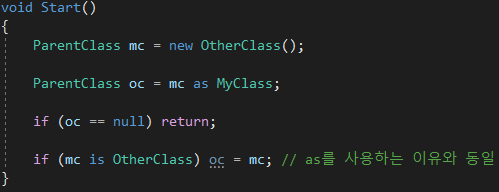 void Start()
{
ParentClass mc = new OtherClass();
ParentClass oc = mc as MyClass;
if (oc == null) return;
if (mc is OtherClass) oc = mc; // as를 사용하는 이유와 동일
}